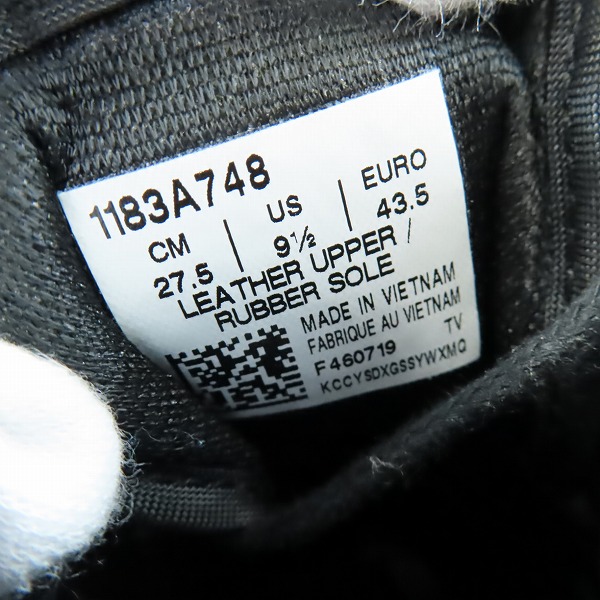 1183A748
CM | US | EURO
27.5 | 9½ | 43.5
LEATHER UPPER /
RUBBER SOLE
MADE IN VIETNAM
FABRIQUE AU VIETNAM
F460719 TV
KCCYSDXGSSYWXMQ